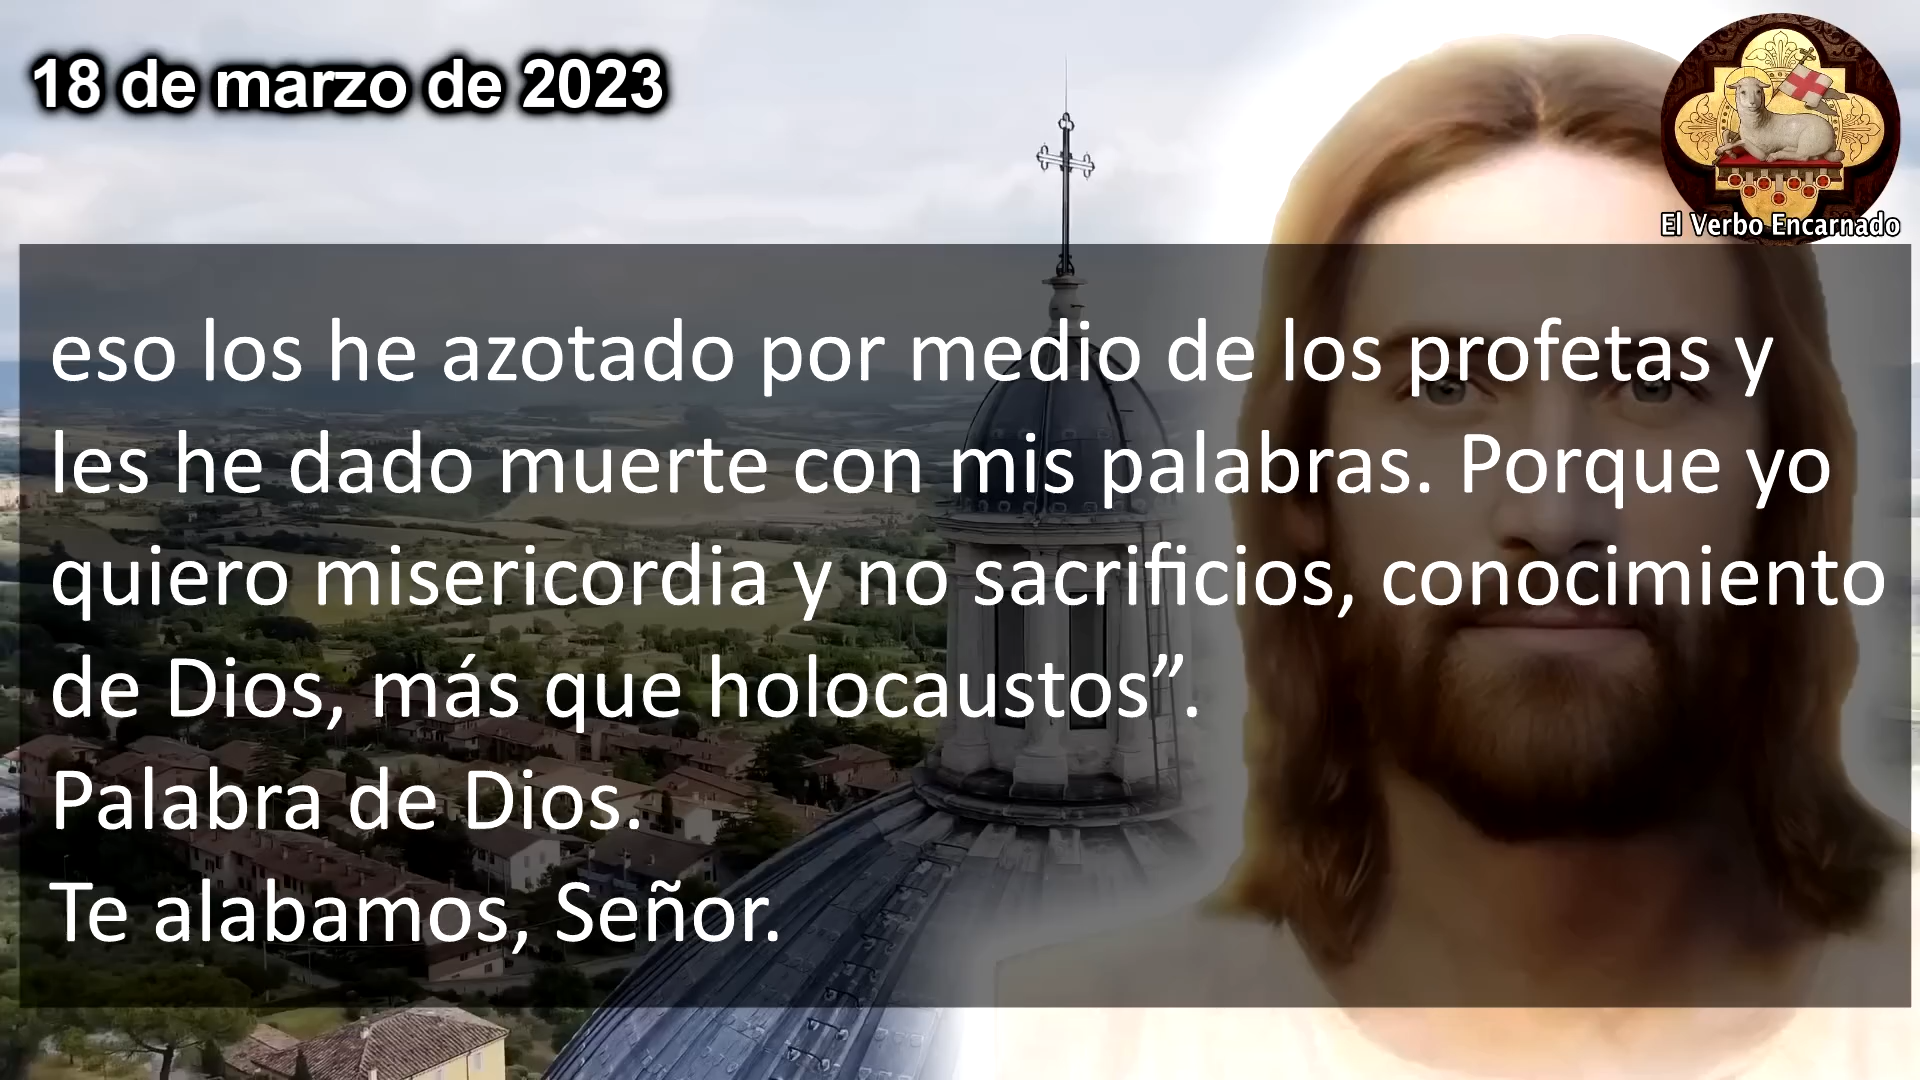 18 de marzo de 2023
El Verbo Encarnado
eso los he azotado por medio de los profetas y
les he dado muerte con mis palabras. Porque yo
quiero misericordia y no sacrificios, conocimiento
de Dios, más que holocaustos”.
Palabra de Dios.
Te alabamos, Señor.